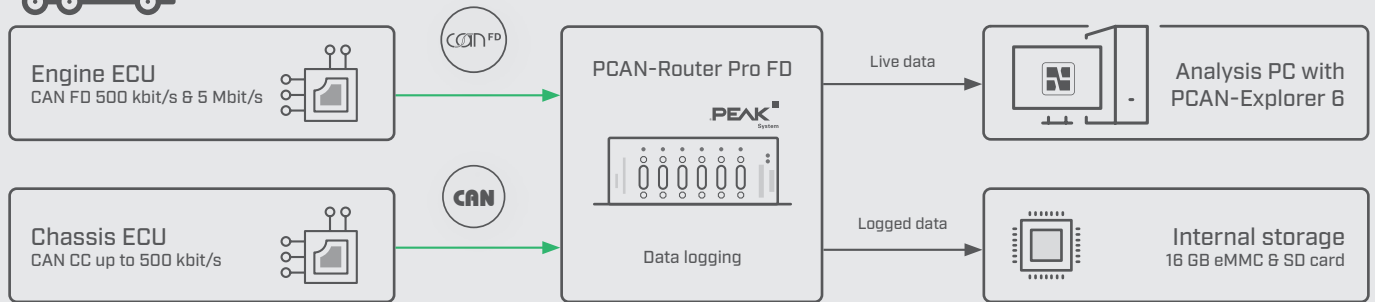 Engine ECU
CAN FD 500 kbit/s & 5 Mbit/s
CAN FD
PCAN-Router Pro FD
PEAK
System
Live data
Analysis PC with
PCAN-Explorer 6
Chassis ECU
CAN CC up to 500 kbit/s
CAN
Data logging
Logged data
Internal storage
16 GB eMMC & SD card